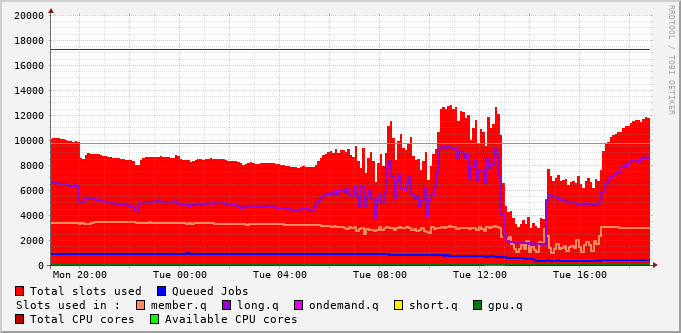 20000
18000
16000
14000
12000
10000
8000
6000
4000
2000
0
Mon 20:00 Tue 00:00 Tue 04:00 Tue 08:00 Tue 12:00 Tue 16:00
Total slots used Queued Jobs
Slots used in : member.q long.q ondemand.q short.q gpu.q
Total CPU cores Available CPU cores
RRDTOOL / TOBI OETIKER